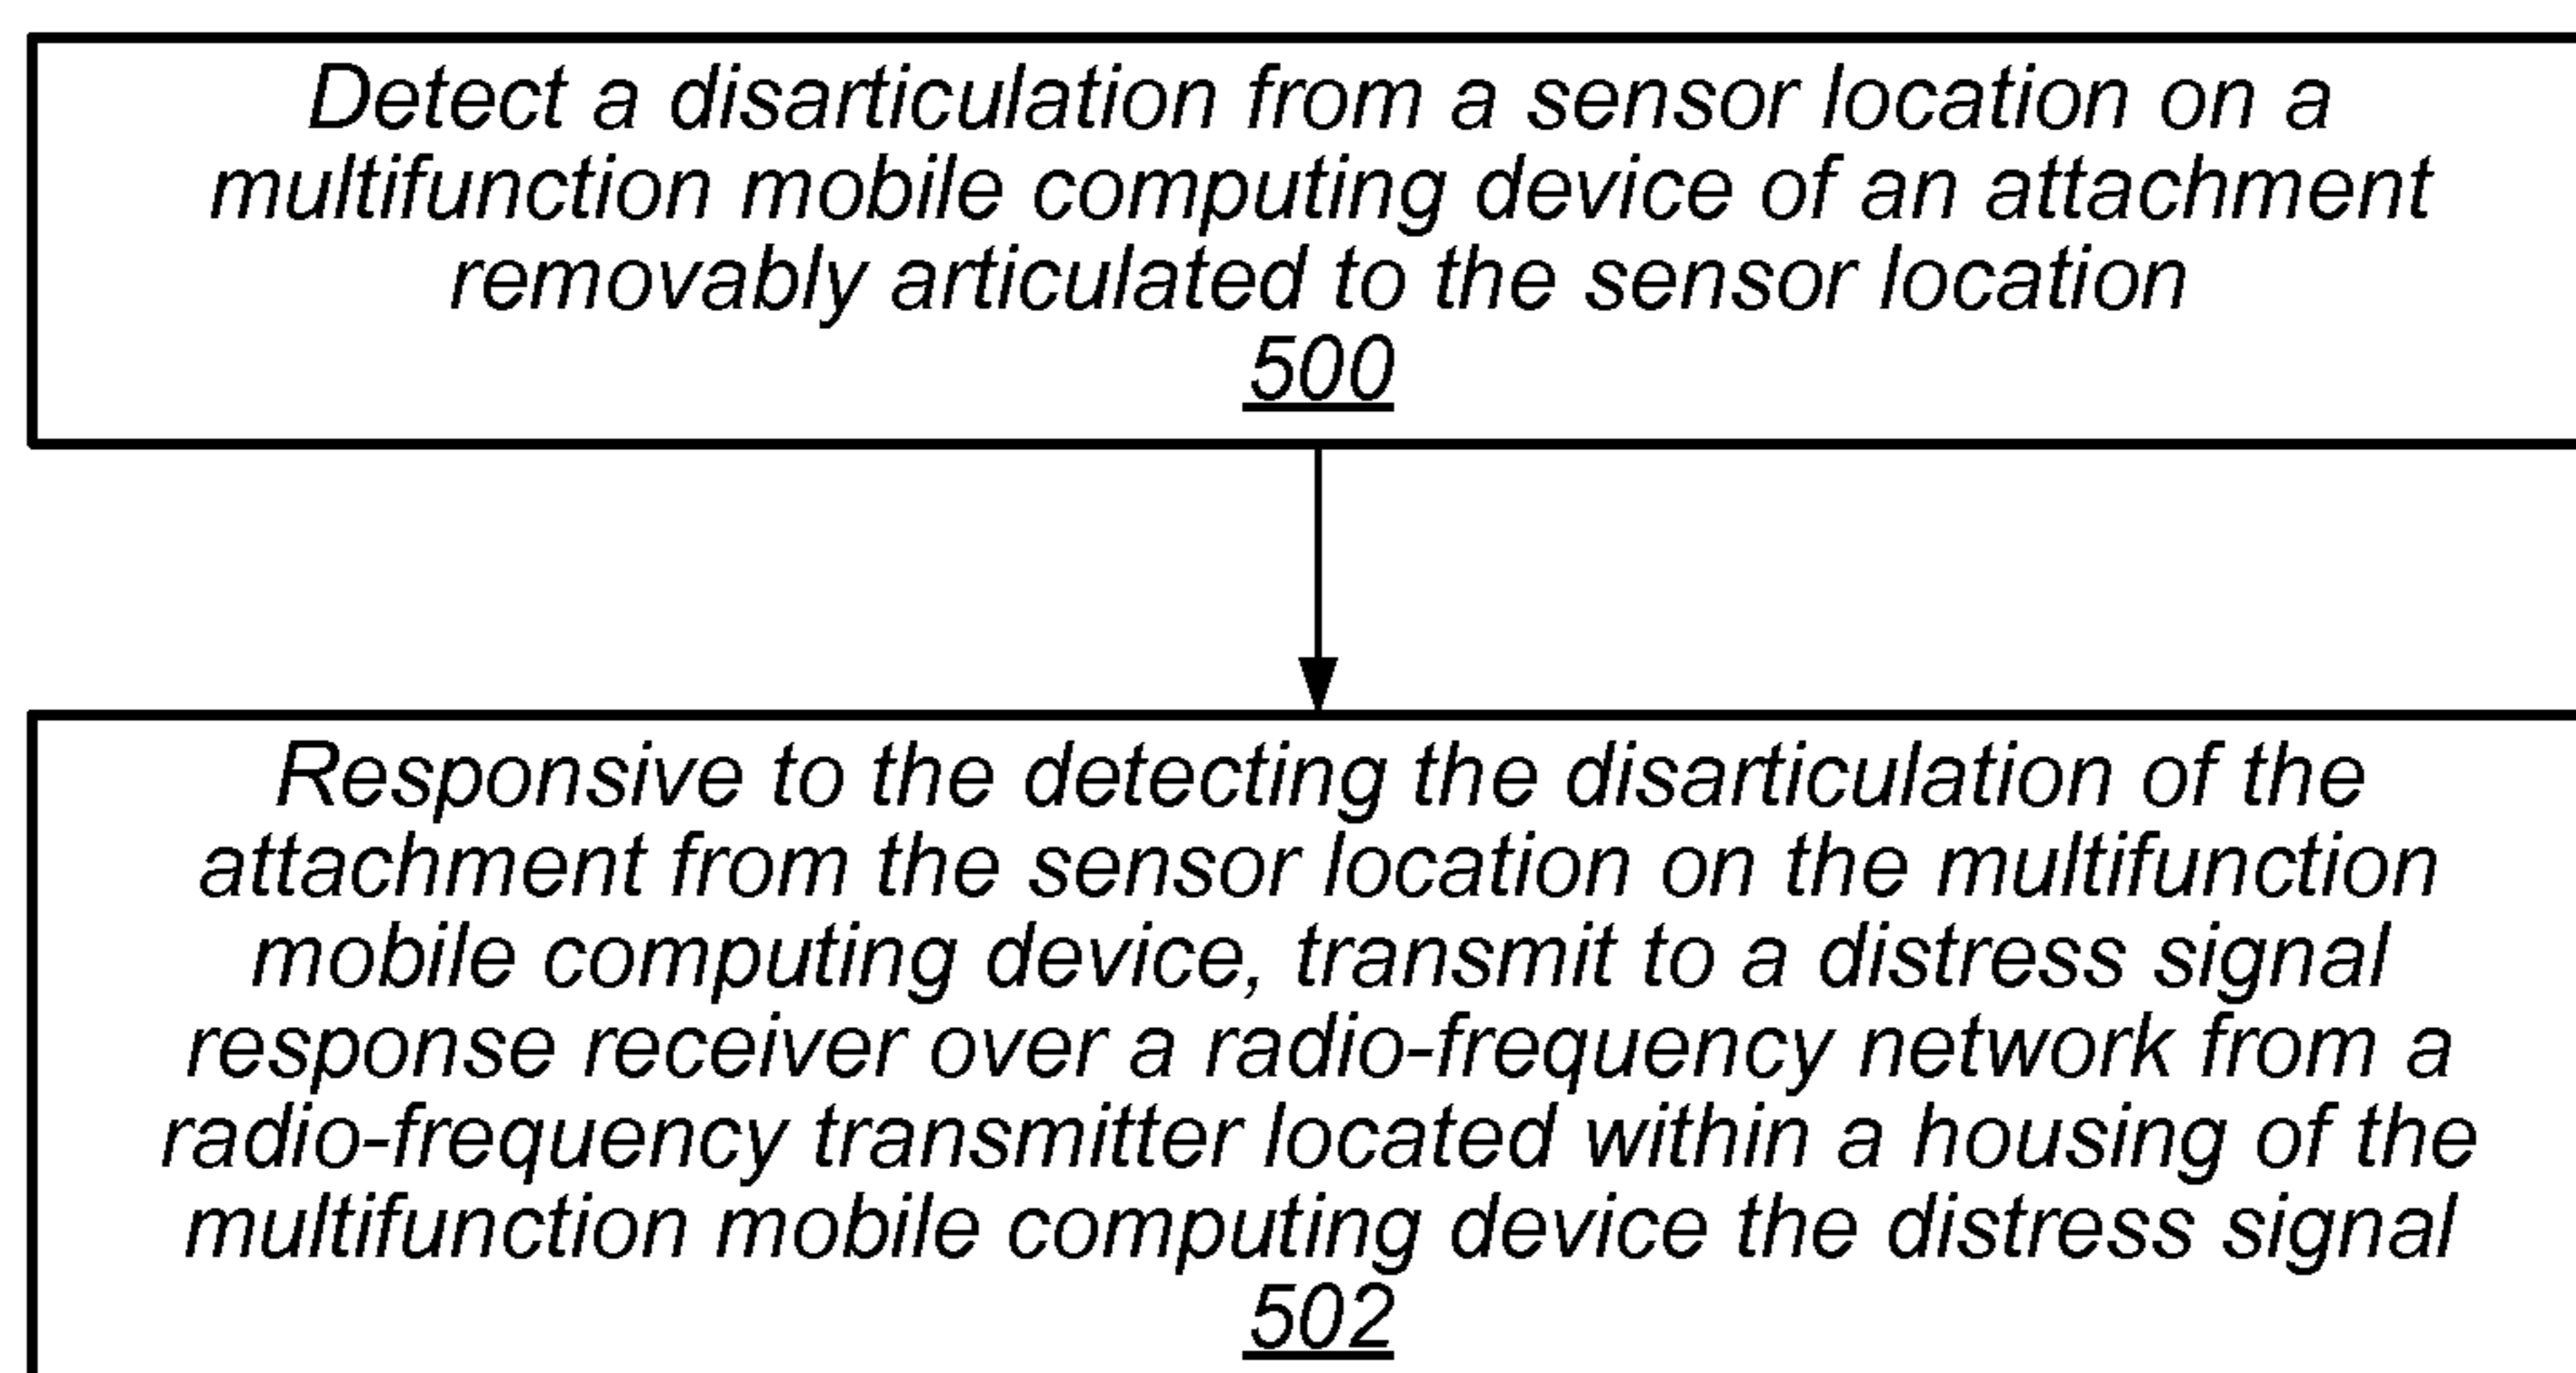 Detect a disarticulation from a sensor location on a
multifunction mobile computing device of an attachment
removably articulated to the sensor location
500
Responsive to the detecting the disarticulation of the
attachment from the sensor location on the multifunction
mobile computing device, transmit to a distress signal
response receiver over a radio-frequency network from a
radio-frequency transmitter located within a housing of the
multifunction mobile computing device the distress signal
502